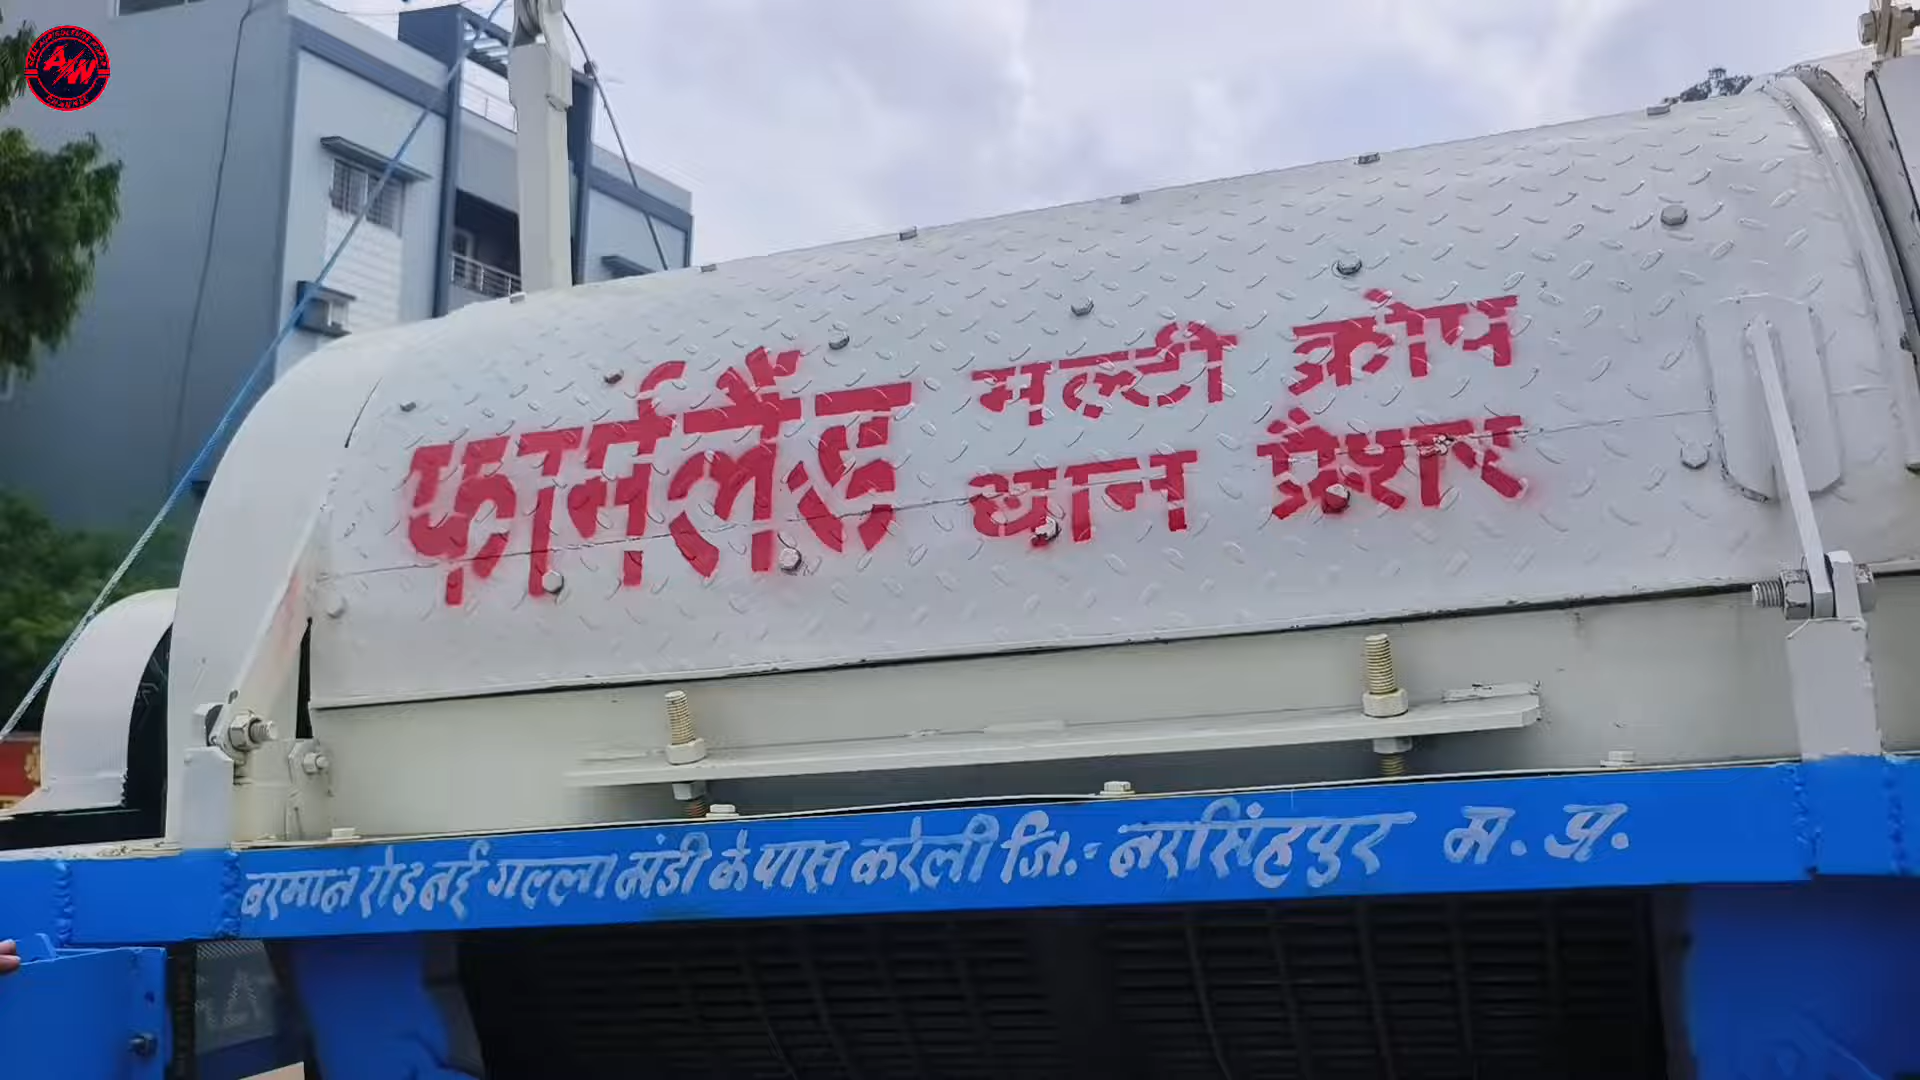 फार्मलैंड मल्टी क्रोप
धान थ्रेशर
बरमान रोड नई गल्ला मंडी के पास करेली जि.- नरसिंहपुर म. प्र.
A/W